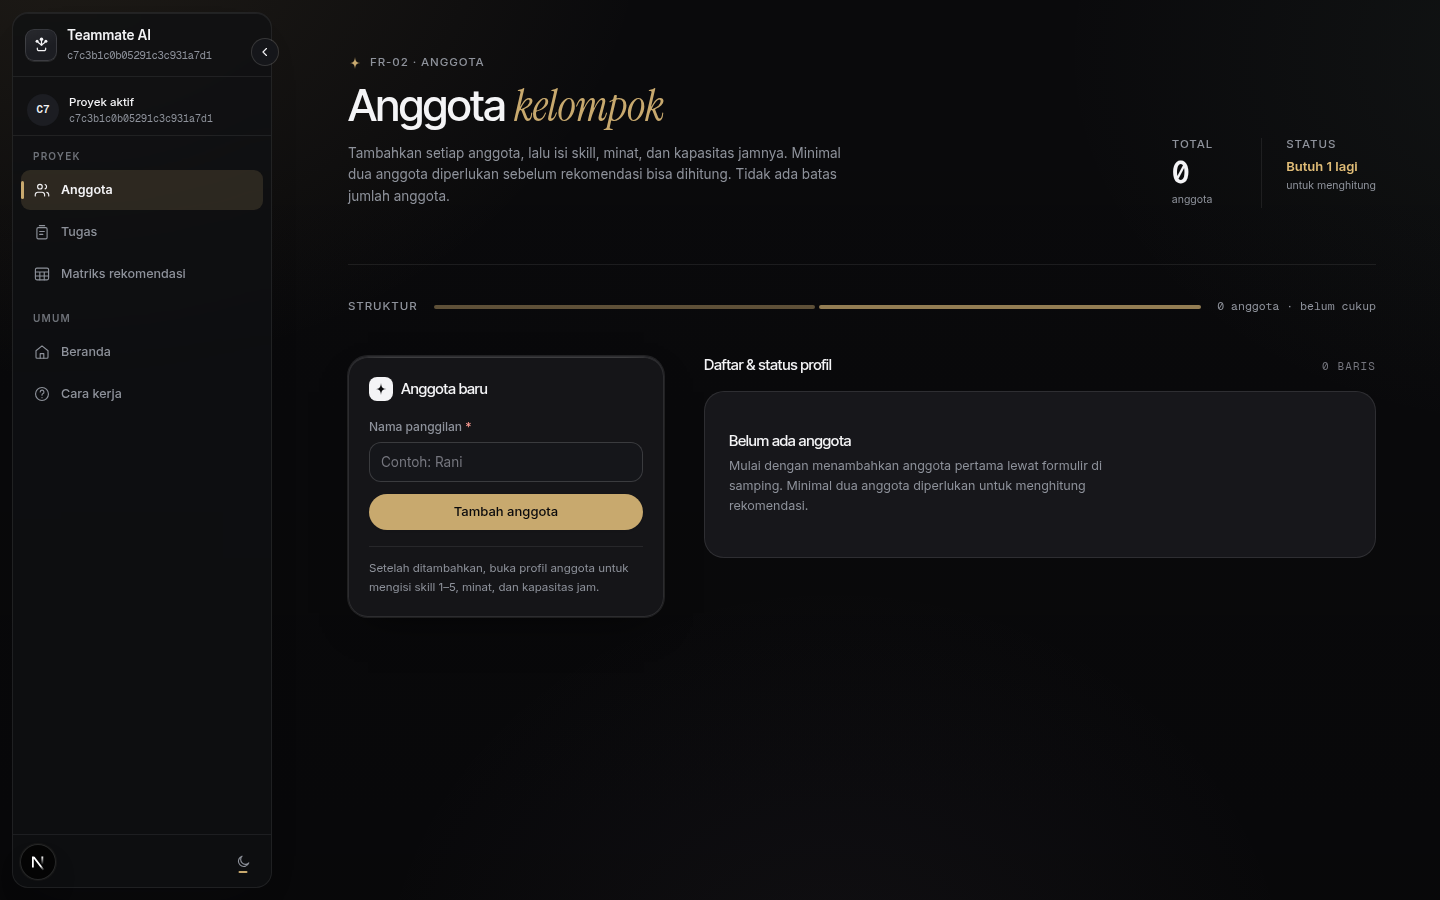 Teammate AI
c7c3b1c0b05291c3c931a7d1
C7
Proyek aktif
c7c3b1c0b05291c3c931a7d1
PROYEK
Anggota
Tugas
Matriks rekomendasi
UMUM
Beranda
Cara kerja
N
FR-02 · ANGGOTA
Anggota kelompok
Tambahkan setiap anggota, lalu isi skill, minat, dan kapasitas jamnya. Minimal
dua anggota diperlukan sebelum rekomendasi bisa dihitung. Tidak ada batas
jumlah anggota.
TOTAL
0
anggota
STATUS
Butuh 1 lagi
untuk menghitung
STRUKTUR
0 anggota · belum cukup
Anggota baru
Nama panggilan *
Contoh: Rani
Tambah anggota
Setelah ditambahkan, buka profil anggota untuk
mengisi skill 1–5, minat, dan kapasitas jam.
Daftar & status profil
0 BARIS
Belum ada anggota
Mulai dengan menambahkan anggota pertama lewat formulir di
samping. Minimal dua anggota diperlukan untuk menghitung
rekomendasi.